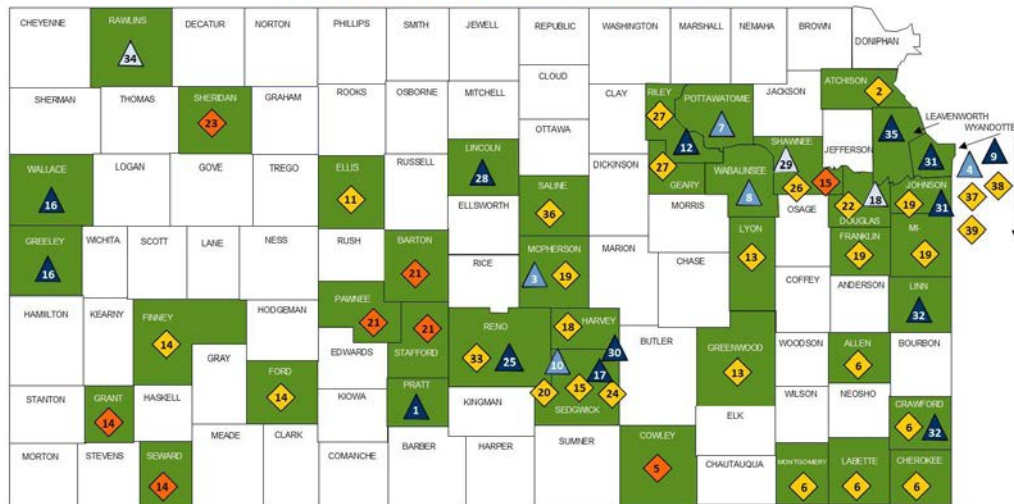 CHEYENNE
RAWLINS
34
DECATUR
NORTON
PHILLIPS
SMITH
JEWELL
REPUBLIC
WASHINGTON
MARSHALL
NEMAHA
BROWN
DONIPHAN
SHERMAN
THOMAS
SHERIDAN
23
GRAHAM
ROOKS
OSBORNE
MITCHELL
CLOUD
CLAY
RILEY
27
POTTAWATOMIE
7
JACKSON
ATCHISON
2
LEAVENWORTH
35
WYANDOTTE
31
9
4
OTTAWA
12
SHAWNEE
29
26
JEFFERSON
15
WALLACE
16
LOGAN
GOVE
TREGO
ELLIS
11
RUSSELL
LINCOLN
28
SALINE
36
DICKINSON
27
GEARY
WABAUNSEE
8
22
18
DOUGLAS
JOHNSON
19
31
38
37
39
ELLSWORTH
MORRIS
OSAGE
GREELEY
16
WICHITA
SCOTT
LANE
NESS
RUSH
BARTON
21
RICE
MCPHERSON
3
19
MARION
CHASE
LYON
13
FRANKLIN
19
MI-
19
COFFEY
ANDERSON
LINN
32
HAMIILTON
KEARNY
FINNEY
14
HODGEMAN
PAWNEE
21
STAFFORD
21
RENO
33
25
HARVEY
18
30
10
17
20
15
24
SEDGWICK
BUTLER
GREENWOOD
13
WOODSON
ALLEN
6
BOURBON
GRAY
FORD
14
EDWARDS
STANTON
GRANT
14
HASKELL
KIOWA
PRATT
1
KINGMAN
ELK
WILSON
NEOSHO
CRAWFORD
6
32
MORTON
STEVENS
SEWARD
14
MEADE
CLARK
COMANCHE
BARBER
HARPER
SUMNER
COWLEY
5
CHAUTAUQUA
MONTGOMERY
6
LABETTE
6
CHEROKEE
6